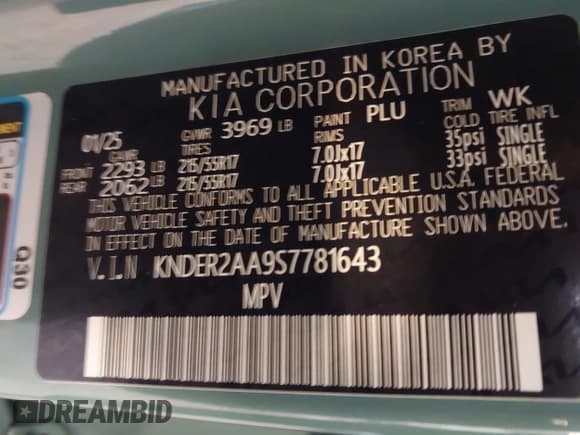 MANUFACTURED IN KOREA BY
KIA CORPORATION
01/25 GVWR 3969 LB PAINT PLU TRIM WK
GAWR TIRES RIMS COLD TIRE INFL
FRONT 2293 LB 215/55R17 7.0Jx17 35psi SINGLE
REAR 2062 LB 215/55R17 7.0Jx17 33psi SINGLE
THIS VEHICLE CONFORMS TO ALL APPLICABLE U.S.A. FEDERAL
MOTOR VEHICLE SAFETY AND THEFT PREVENTION STANDARDS
IN EFFECT ON THE DATE OF MANUFACTURE SHOWN ABOVE.
V.I.N KNDER2AA9S7781643
MPV
Q30
DREAMBID